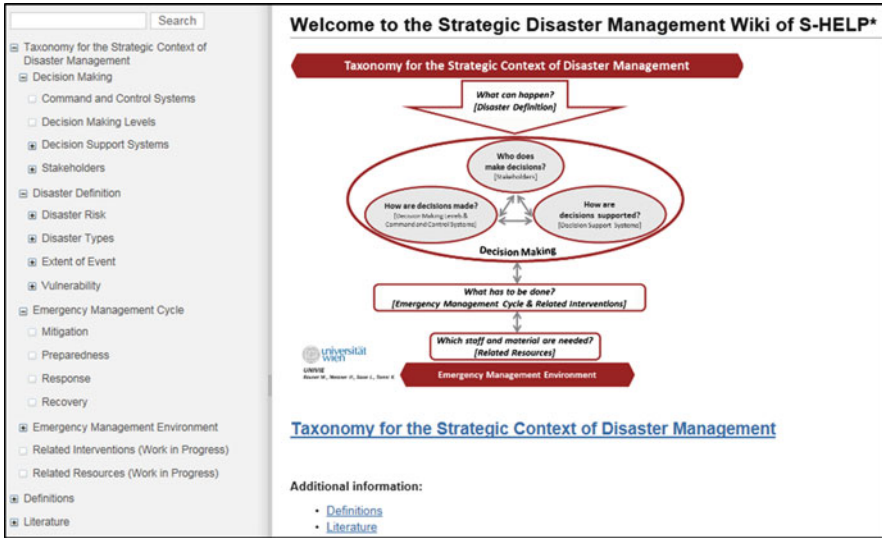 Search
Taxonomy for the Strategic Context of
Disaster Management
Decision Making
Command and Control Systems
Decision Making Levels
Decision Support Systems
Stakeholders
Disaster Definition
Disaster Risk
Disaster Types
Extent of Event
Vulnerability
Emergency Management Cycle
Mitigation
Preparedness
Response
Recovery
Emergency Management Environment
Related Interventions (Work in Progress)
Related Resources (Work in Progress)
Definitions
Literature
Welcome to the Strategic Disaster Management Wiki of S-HELP*
Taxonomy for the Strategic Context of Disaster Management
What can happen?
[Disaster Definition]
Who does
make decisions?
[Stakeholders]
How are decisions made?
[Decision Making Levels &
Command and Control Systems]
How are
decisions supported?
[Decision Support Systems]
Decision Making
What has to be done?
[Emergency Management Cycle & Related Interventions]
Which staff and material are needed?
[Related Resources]
universität
wien
UNIVIE
Emergency Management Environment
Taxonomy for the Strategic Context of Disaster Management
Additional information:
• Definitions
• Literature